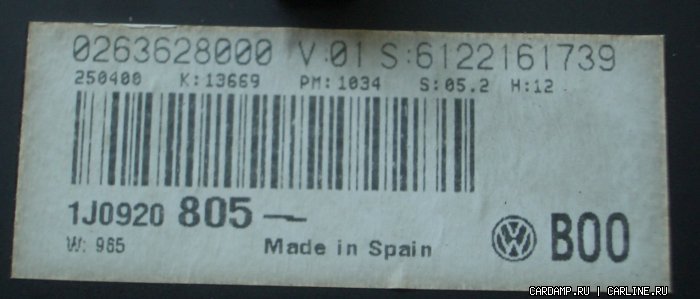 0263628000 V.01 S:6122161739
250400 K:13669 PM:1034 S:05.2 H:12
1J0920 805 —
W: 965 Made in Spain B00
CARDAMP.RU | CARLINE.RU